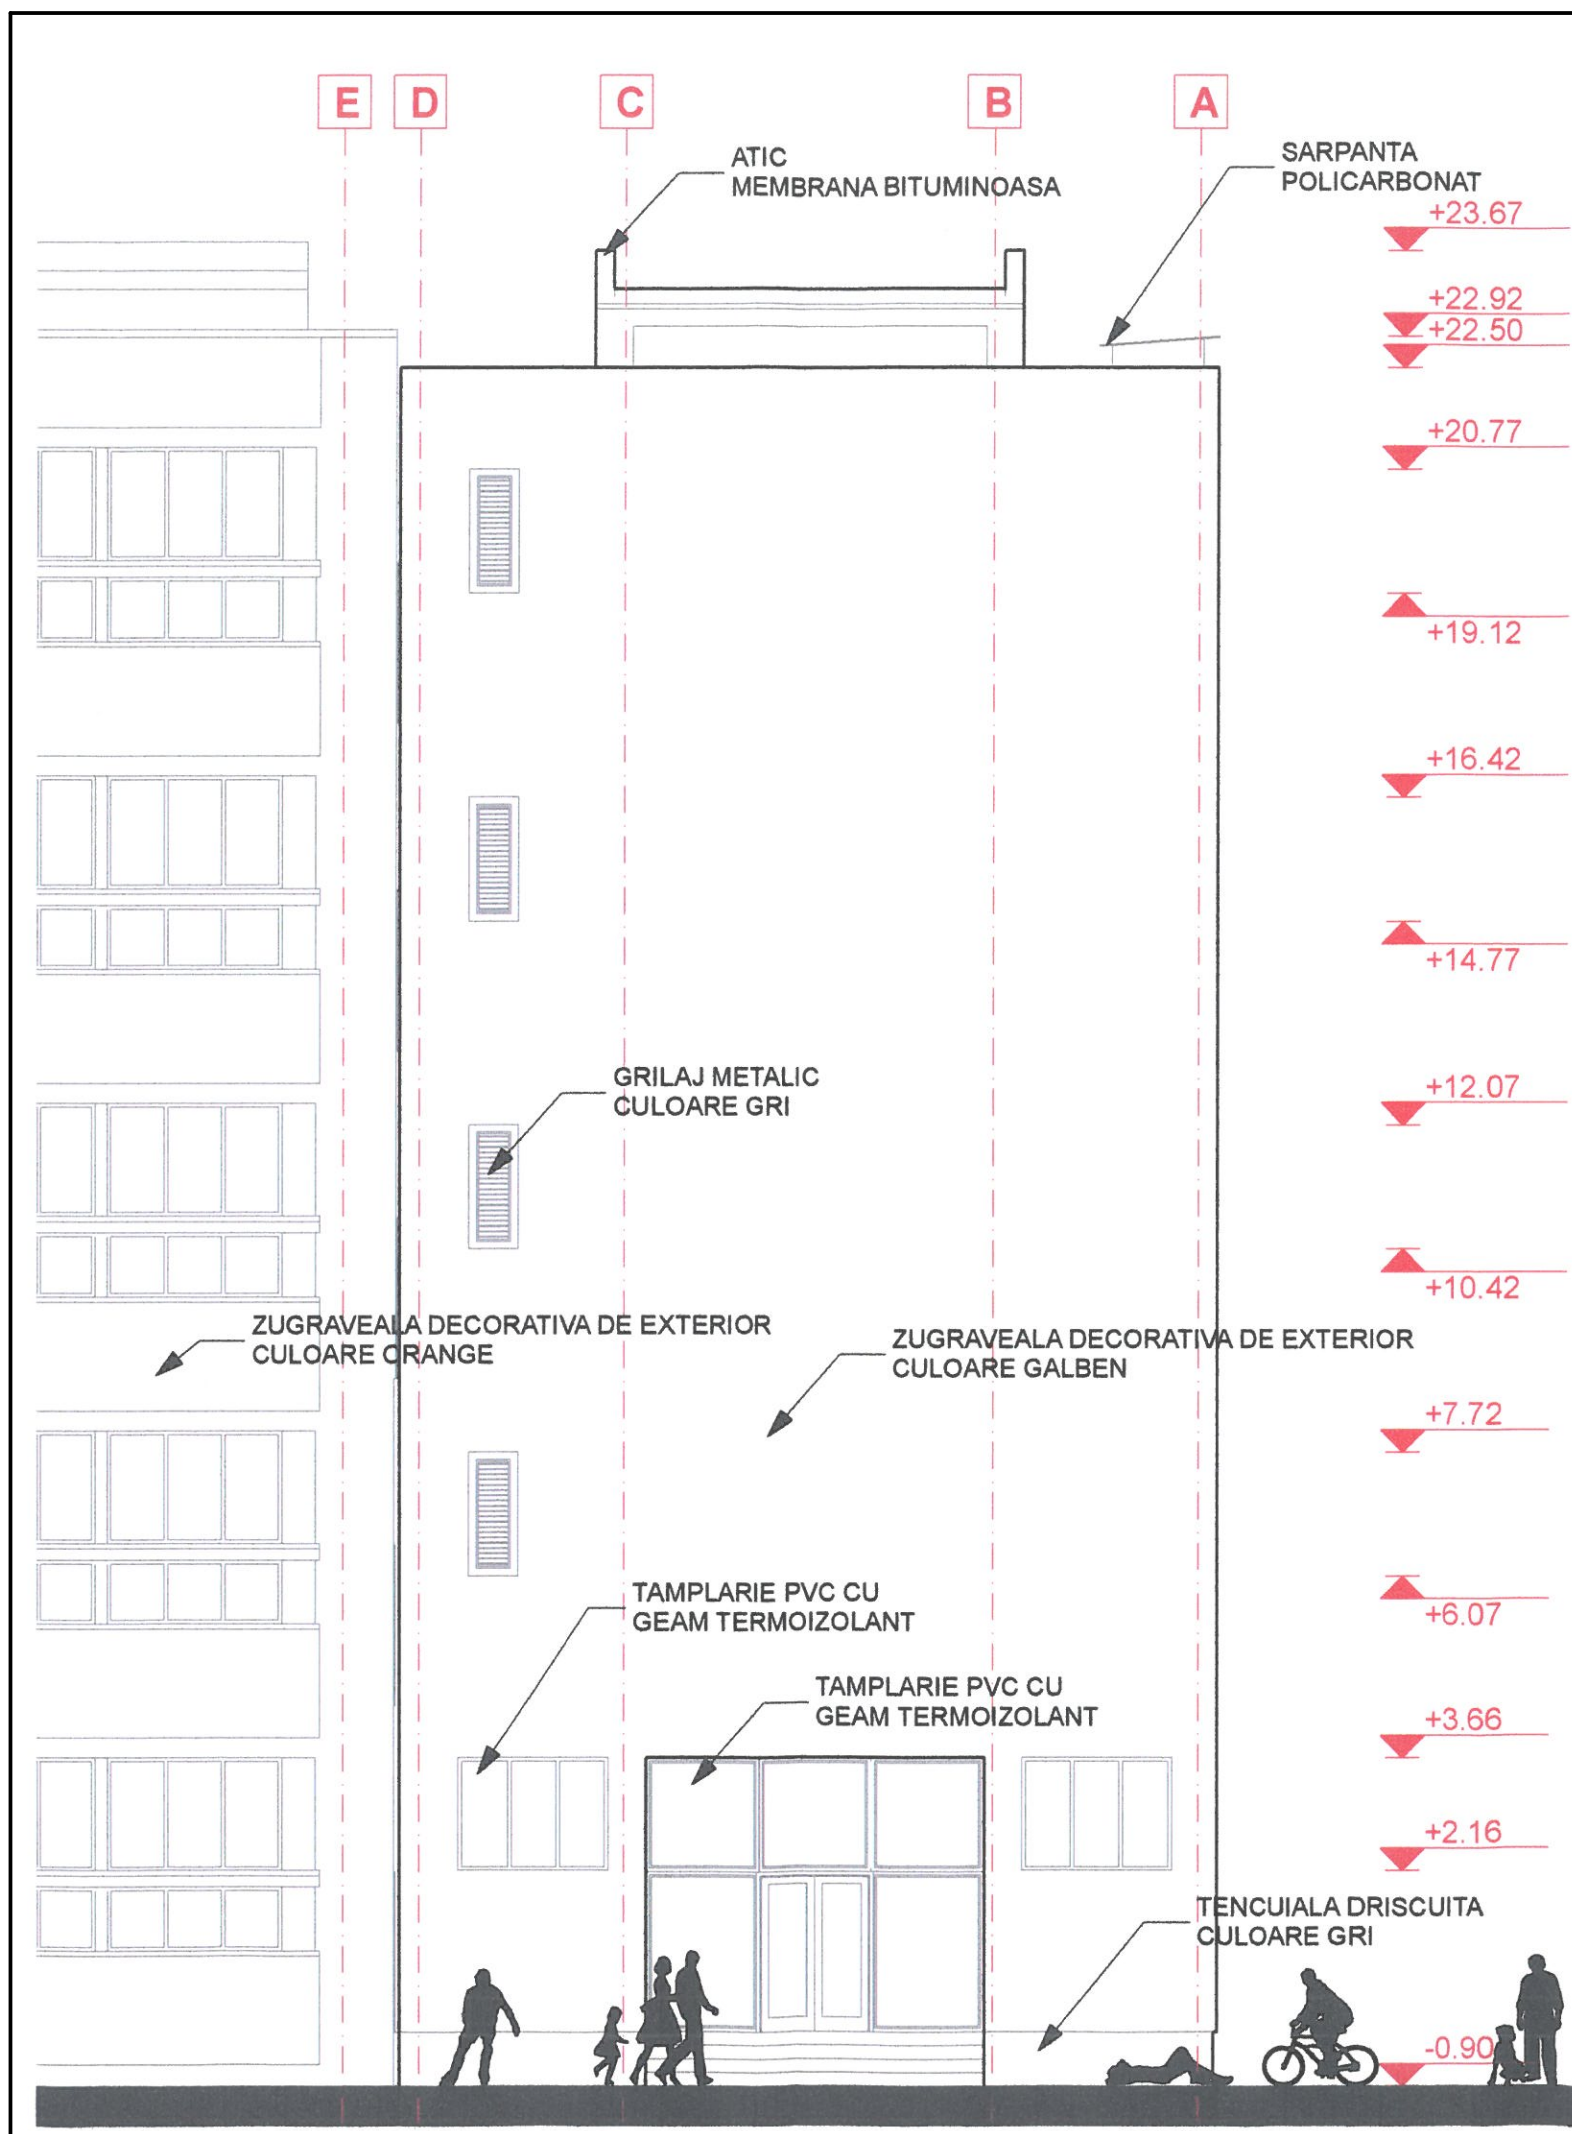 E D C B A
ATIC
MEMBRANA BITUMINOASA
SARPANTA
POLICARBONAT
+23.67
+22.92
+22.50
+20.77
+19.12
+16.42
+14.77
GRILAJ METALIC
CULOARE GRI
+12.07
+10.42
ZUGRAVEALA DECORATIVA DE EXTERIOR
CULOARE ORANGE
ZUGRAVEALA DECORATIVA DE EXTERIOR
CULOARE GALBEN
+7.72
+6.07
TAMPLARIE PVC CU
GEAM TERMOIZOLANT
TAMPLARIE PVC CU
GEAM TERMOIZOLANT
+3.66
+2.16
TENCUIALA DRISCUITA
CULOARE GRI
-0.90